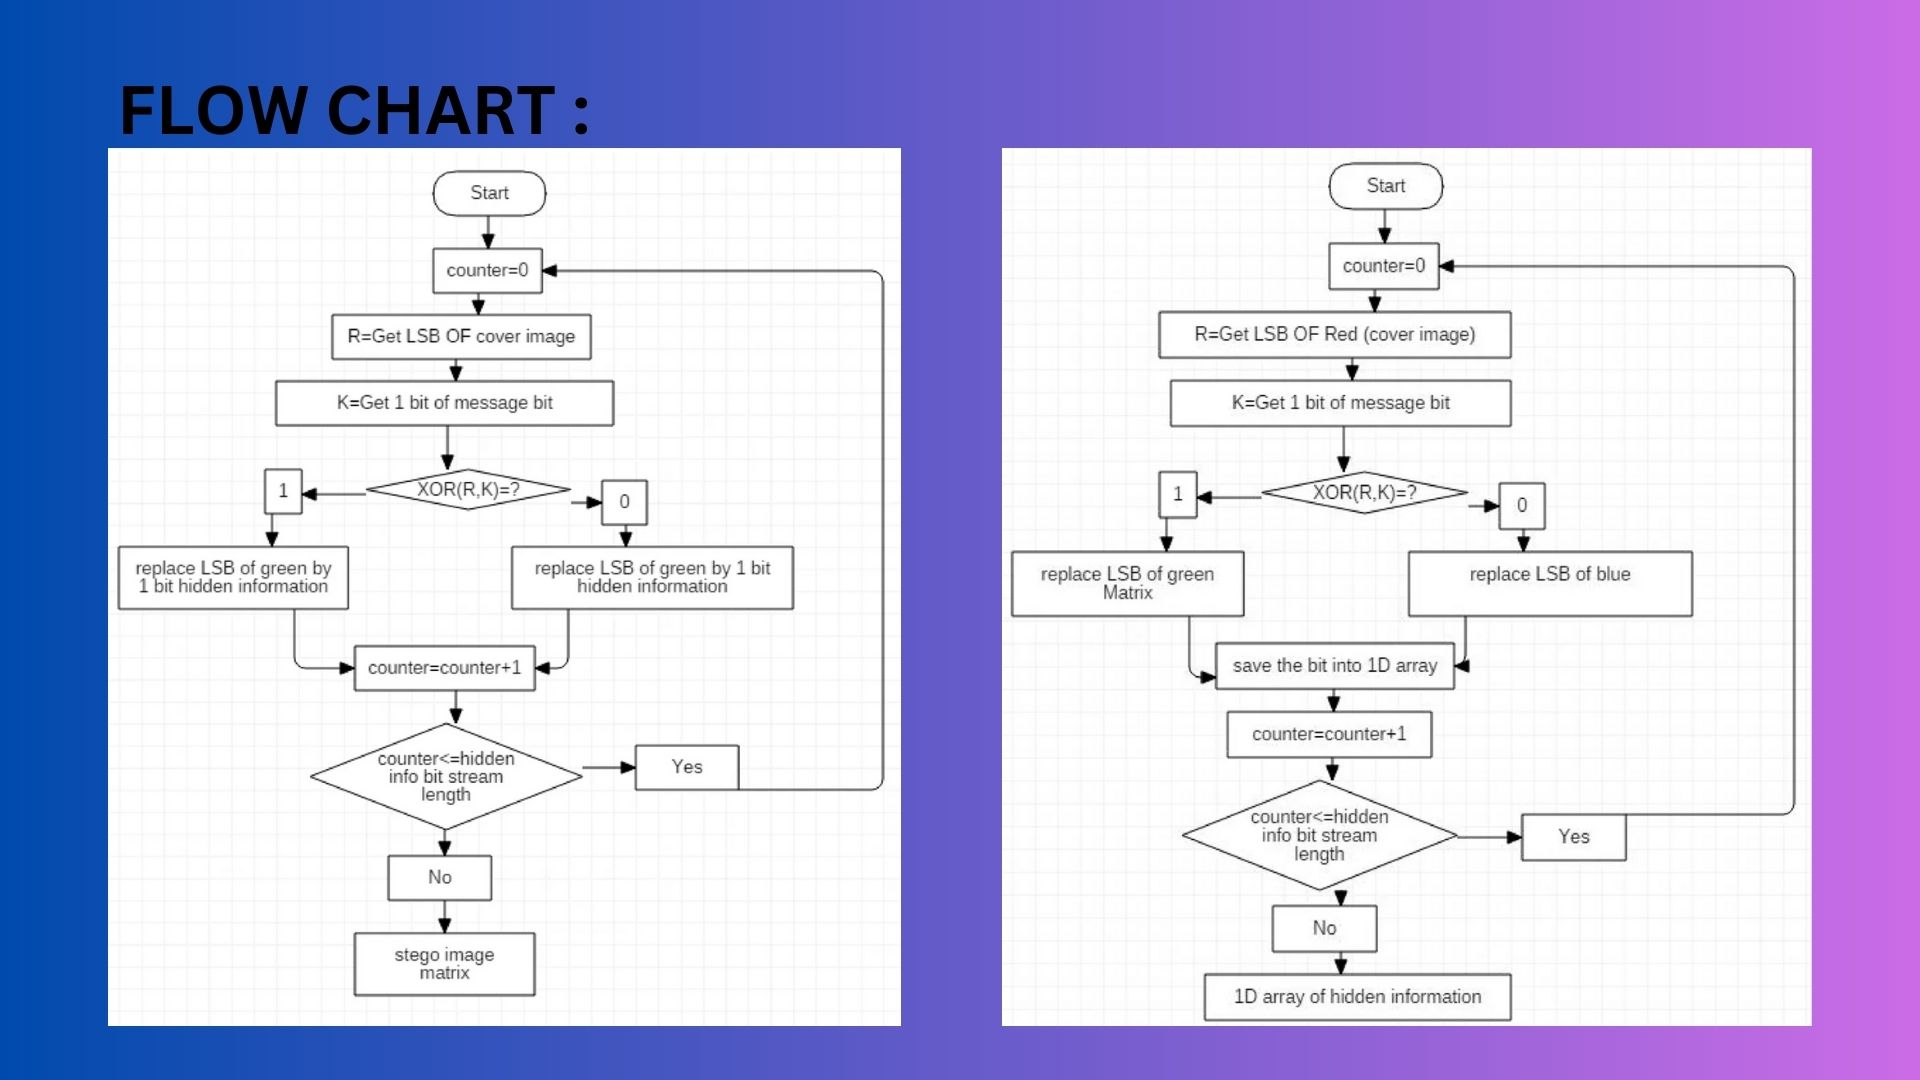 FLOW CHART :
Start
counter=0
R=Get LSB OF cover image
K=Get 1 bit of message bit
XOR(R,K)=?
1
0
replace LSB of green by
1 bit hidden information
replace LSB of green by 1 bit
hidden information
counter=counter+1
counter<=hidden
info bit stream
length
Yes
No
stego image
matrix
Start
counter=0
R=Get LSB OF Red (cover image)
K=Get 1 bit of message bit
XOR(R,K)=?
1
0
replace LSB of green
Matrix
replace LSB of blue
save the bit into 1D array
counter=counter+1
counter<=hidden
info bit stream
length
Yes
No
1D array of hidden information